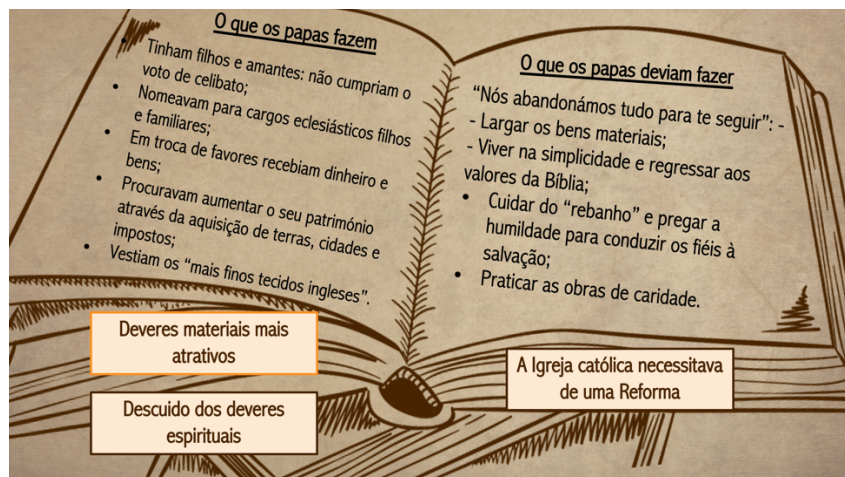 O que os papas fazem
• Tinham filhos e amantes: não cumpriam o
voto de celibato;
• Nomeavam para cargos eclesiásticos filhos
e familiares;
• Em troca de favores recebiam dinheiro e
bens;
• Procuravam aumentar o seu património
através da aquisição de terras, cidades e
impostos;
• Vestiam os “mais finos tecidos ingleses”.
Deveres materiais mais
atrativos
Descuido dos deveres
espirituais
O que os papas deviam fazer
“Nós abandonámos tudo para te seguir”: -
- Largar os bens materiais;
- Viver na simplicidade e regressar aos
valores da Bíblia;
• Cuidar do “rebanho” e pregar a
humildade para conduzir os fiéis à
salvação;
• Praticar as obras de caridade.
A Igreja católica necessitava
de uma Reforma